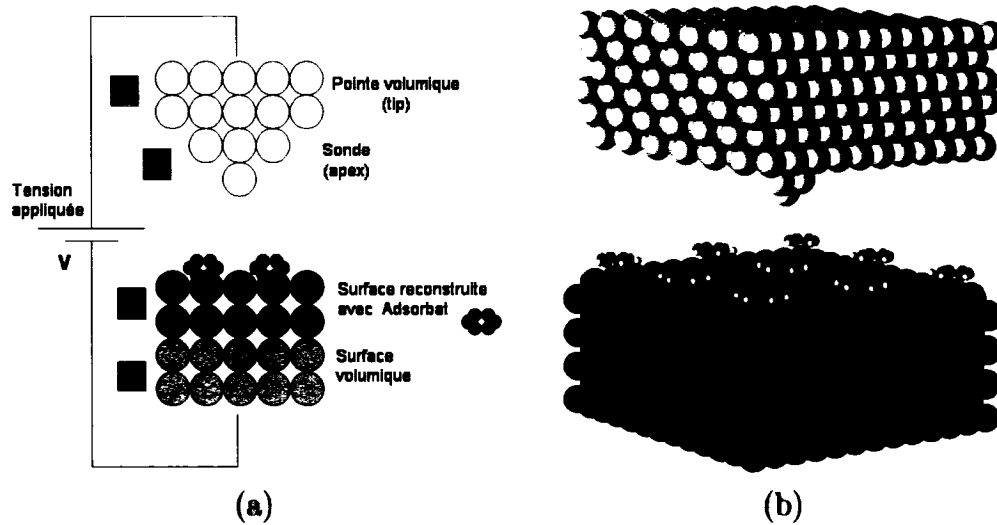 Pointe volumique
(tip)
Sonde
(apex)
Tension
appliquée
V
Surface reconstruite
avec Adsorbat
Surface
volumique
(a)
(b)